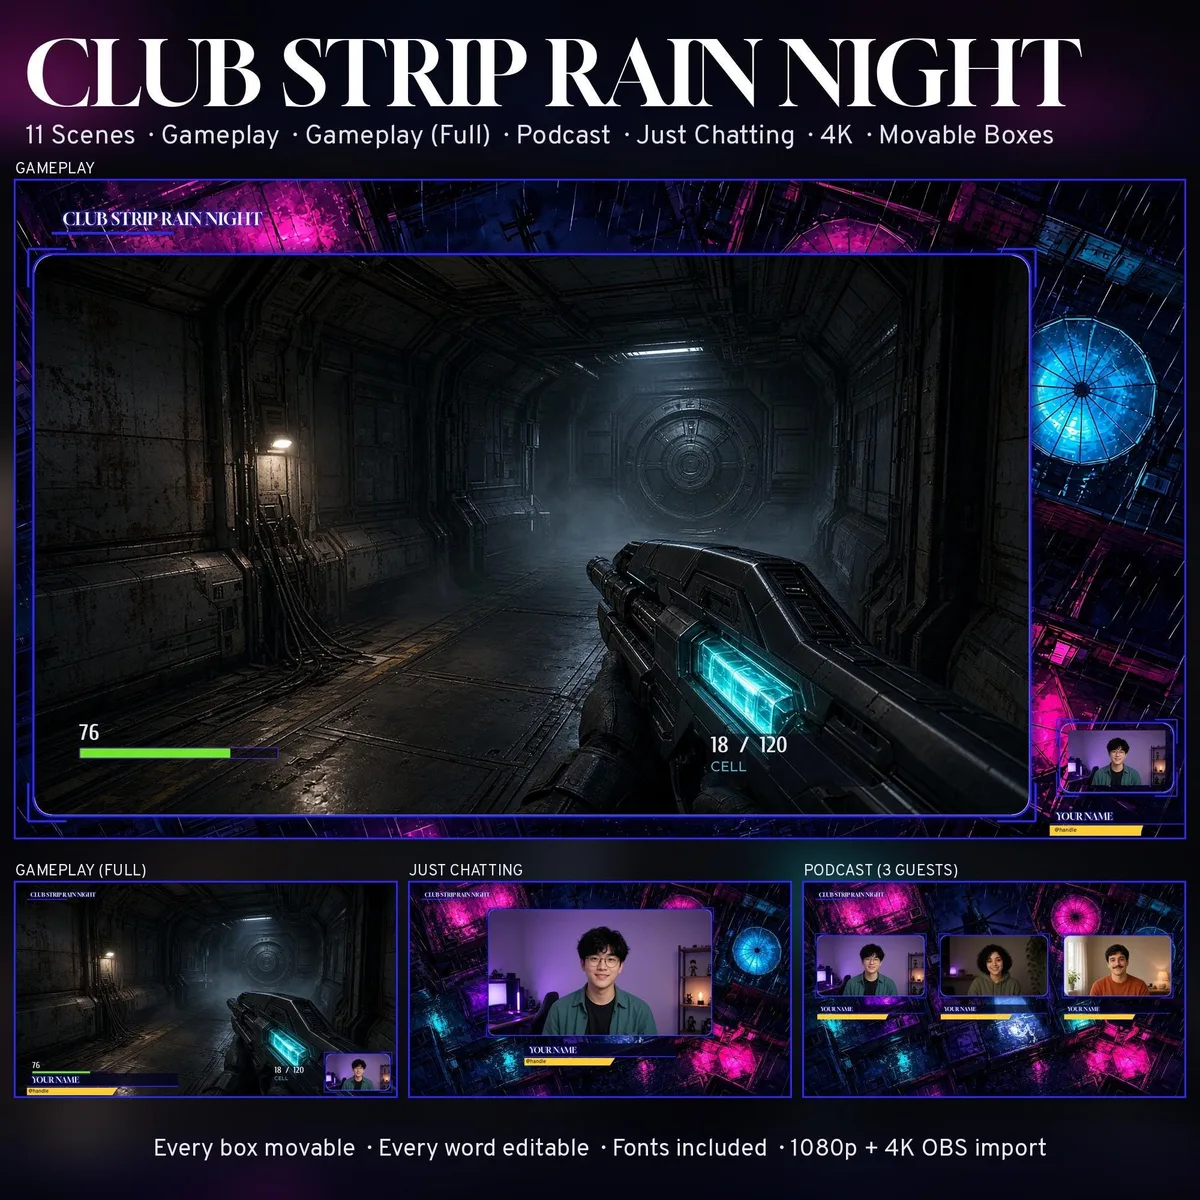 CLUB STRIP RAIN NIGHT
11 Scenes · Gameplay · Gameplay (Full) · Podcast · Just Chatting · 4K · Movable Boxes
GAMEPLAY
CLUB STRIP RAIN NIGHT
76
18 / 120
CELL
YOUR NAME
@handle
GAMEPLAY (FULL)
JUST CHATTING
PODCAST (3 GUESTS)
CLUB STRIP RAIN NIGHT
76
18 / 120
CELL
YOUR NAME
@handle
CLUB STRIP RAIN NIGHT
YOUR NAME
@handle
CLUB STRIP RAIN NIGHT
YOUR NAME
YOUR NAME
YOUR NAME
Every box movable · Every word editable · Fonts included · 1080p + 4K OBS import